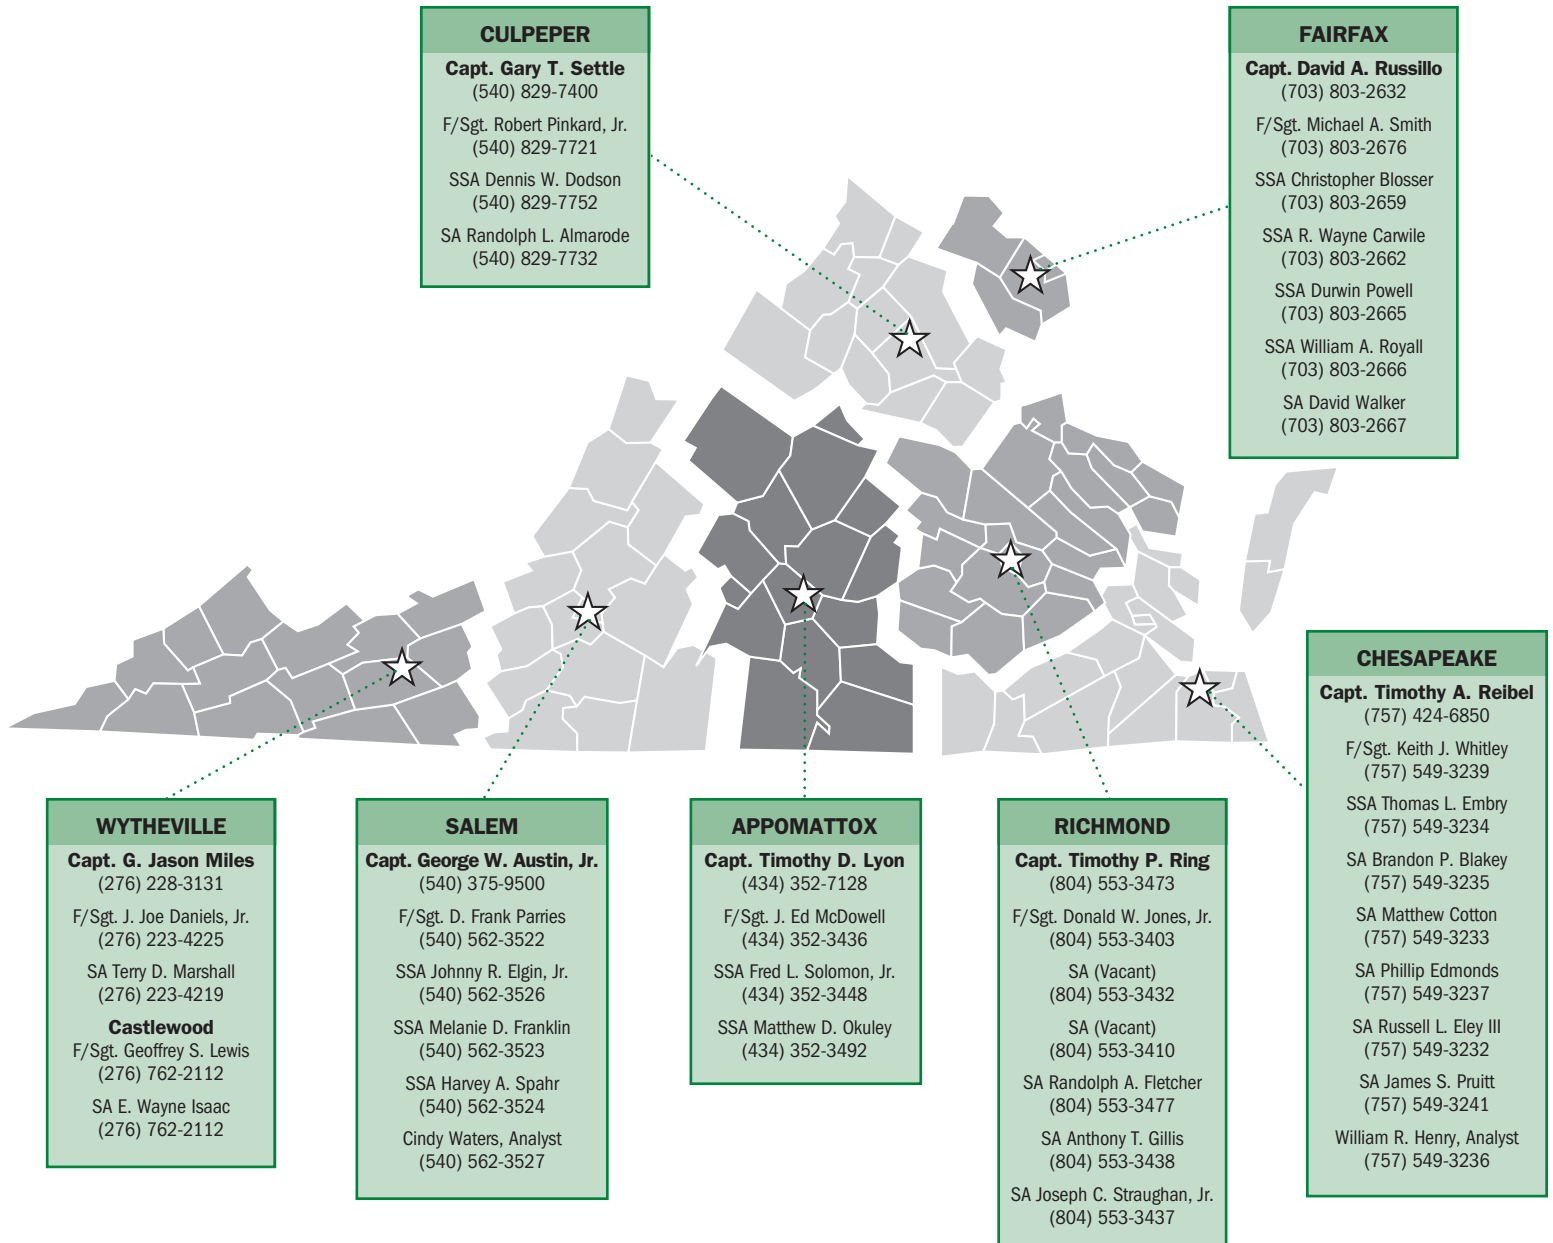 CULPEPER
Capt. Gary T. Settle
(540) 829-7400
F/Sgt. Robert Pinkard, Jr.
(540) 829-7721
SSA Dennis W. Dodson
(540) 829-7752
SA Randolph L. Almarode
(540) 829-7732
FAIRFAX
Capt. David A. Russillo
(703) 803-2632
F/Sgt. Michael A. Smith
(703) 803-2676
SSA Christopher Blosser
(703) 803-2659
SSA R. Wayne Carwile
(703) 803-2662
SSA Durwin Powell
(703) 803-2665
SSA William A. Royall
(703) 803-2666
SA David Walker
(703) 803-2667
WYTHEVILLE
Capt. G. Jason Miles
(276) 228-3131
F/Sgt. J. Joe Daniels, Jr.
(276) 223-4225
SA Terry D. Marshall
(276) 223-4219
Castlewood
F/Sgt. Geoffrey S. Lewis
(276) 762-2112
SA E. Wayne Isaac
(276) 762-2112
SALEM
Capt. George W. Austin, Jr.
(540) 375-9500
F/Sgt. D. Frank Parries
(540) 562-3522
SSA Johnny R. Elgin, Jr.
(540) 562-3526
SSA Melanie D. Franklin
(540) 562-3523
SSA Harvey A. Spahr
(540) 562-3524
Cindy Waters, Analyst
(540) 562-3527
APPOMATTOX
Capt. Timothy D. Lyon
(434) 352-7128
F/Sgt. J. Ed McDowell
(434) 352-3436
SSA Fred L. Solomon, Jr.
(434) 352-3448
SSA Matthew D. Okuley
(434) 352-3492
RICHMOND
Capt. Timothy P. Ring
(804) 553-3473
F/Sgt. Donald W. Jones, Jr.
(804) 553-3403
SA (Vacant)
(804) 553-3432
SA (Vacant)
(804) 553-3410
SA Randolph A. Fletcher
(804) 553-3477
SA Anthony T. Gillis
(804) 553-3438
SA Joseph C. Straughan, Jr.
(804) 553-3437
CHESAPEAKE
Capt. Timothy A. Reibel
(757) 424-6850
F/Sgt. Keith J. Whitley
(757) 549-3239
SSA Thomas L. Embry
(757) 549-3234
SA Brandon P. Blakey
(757) 549-3235
SA Matthew Cotton
(757) 549-3233
SA Phillip Edmonds
(757) 549-3237
SA Russell L. Eley III
(757) 549-3232
SA James S. Pruitt
(757) 549-3241
William R. Henry, Analyst
(757) 549-3236